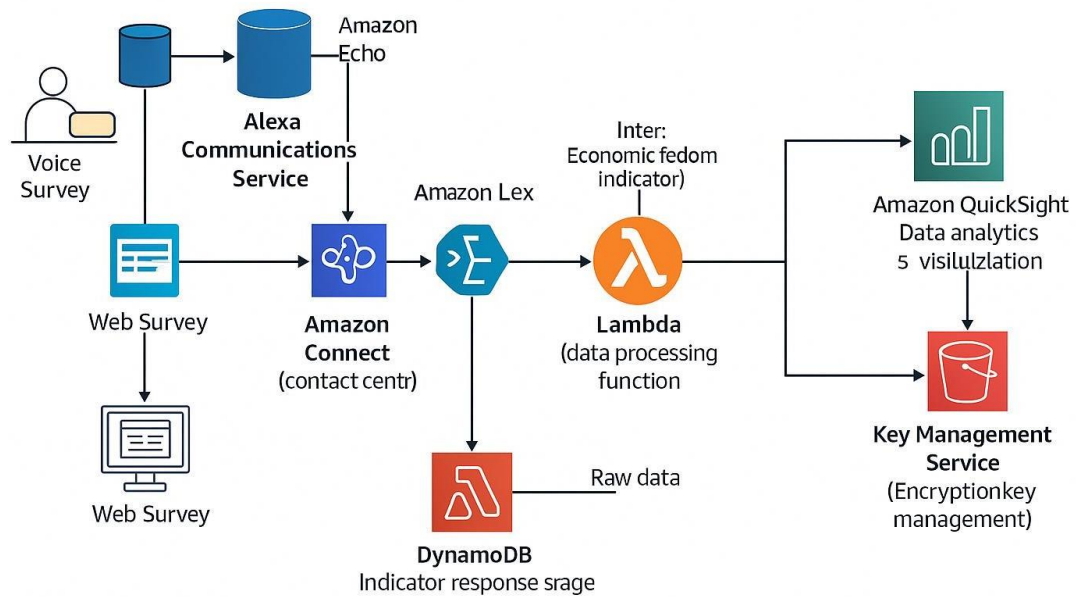 Amazon
Echo
Voice
Survey
Alexa
Communications
Service
Web Survey
Web Survey
Amazon
Connect
(contact centr)
Amazon Lex
Inter:
Economic fedom
indicator)
Lambda
(data processing
function
DynamoDB
Indicator response srage
Raw data
Amazon QuickSight
Data analytics
5 visilulzlation
Key Management
Service
(Encryptionkey
management)